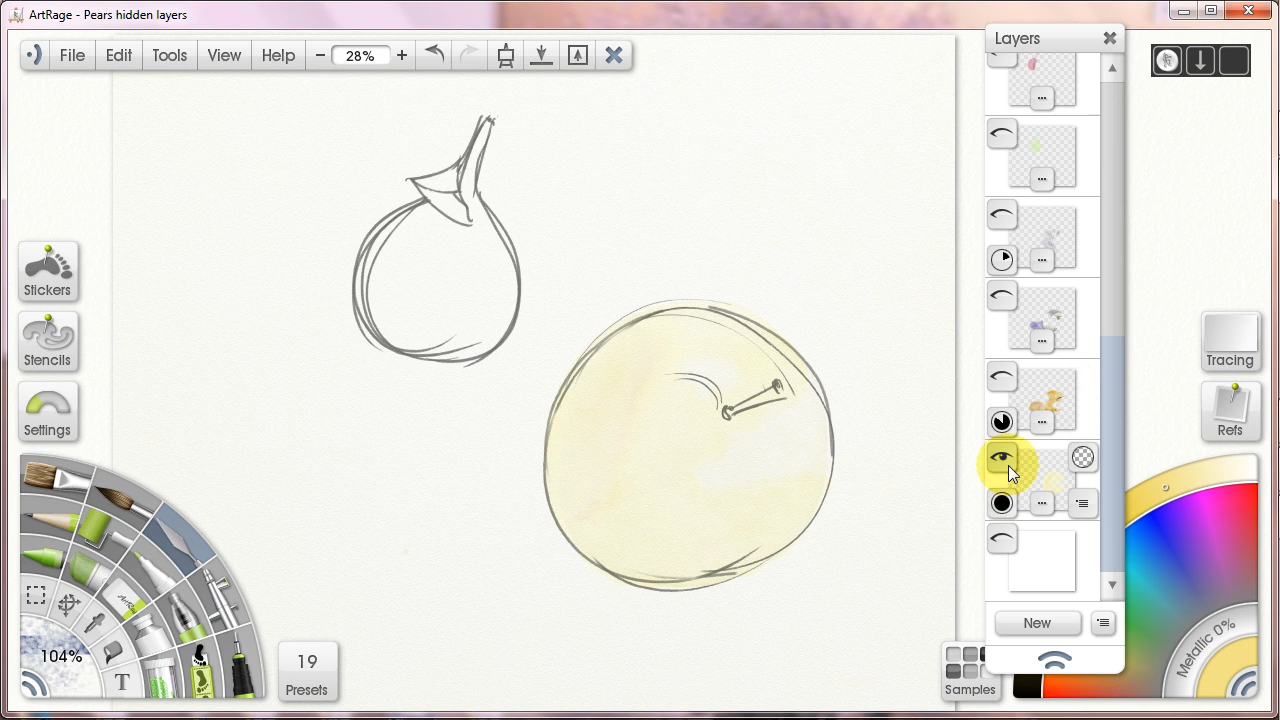 ArtRage - Pears hidden layers
Layers
File Edit Tools View Help 28%
Stickers
Stencils
Settings
Tracing
Refs
New
104%
T
19
Presets
Samples
Metallic 0%